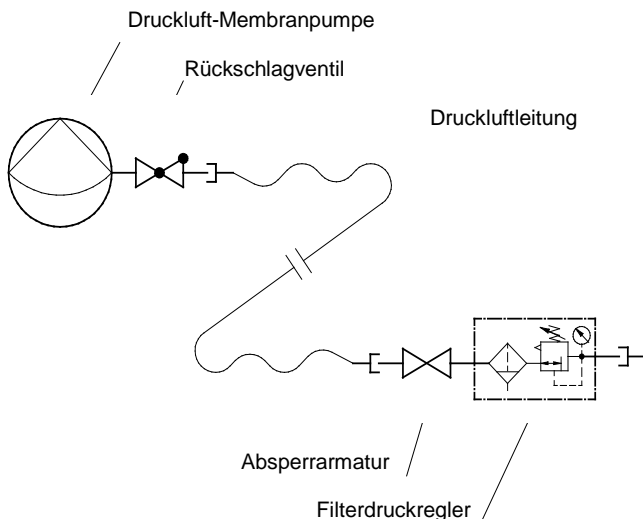 Druckluft-Membranpumpe
Rückschlagventil
Druckluftleitung
Absperrarmatur
Filterdruckregler